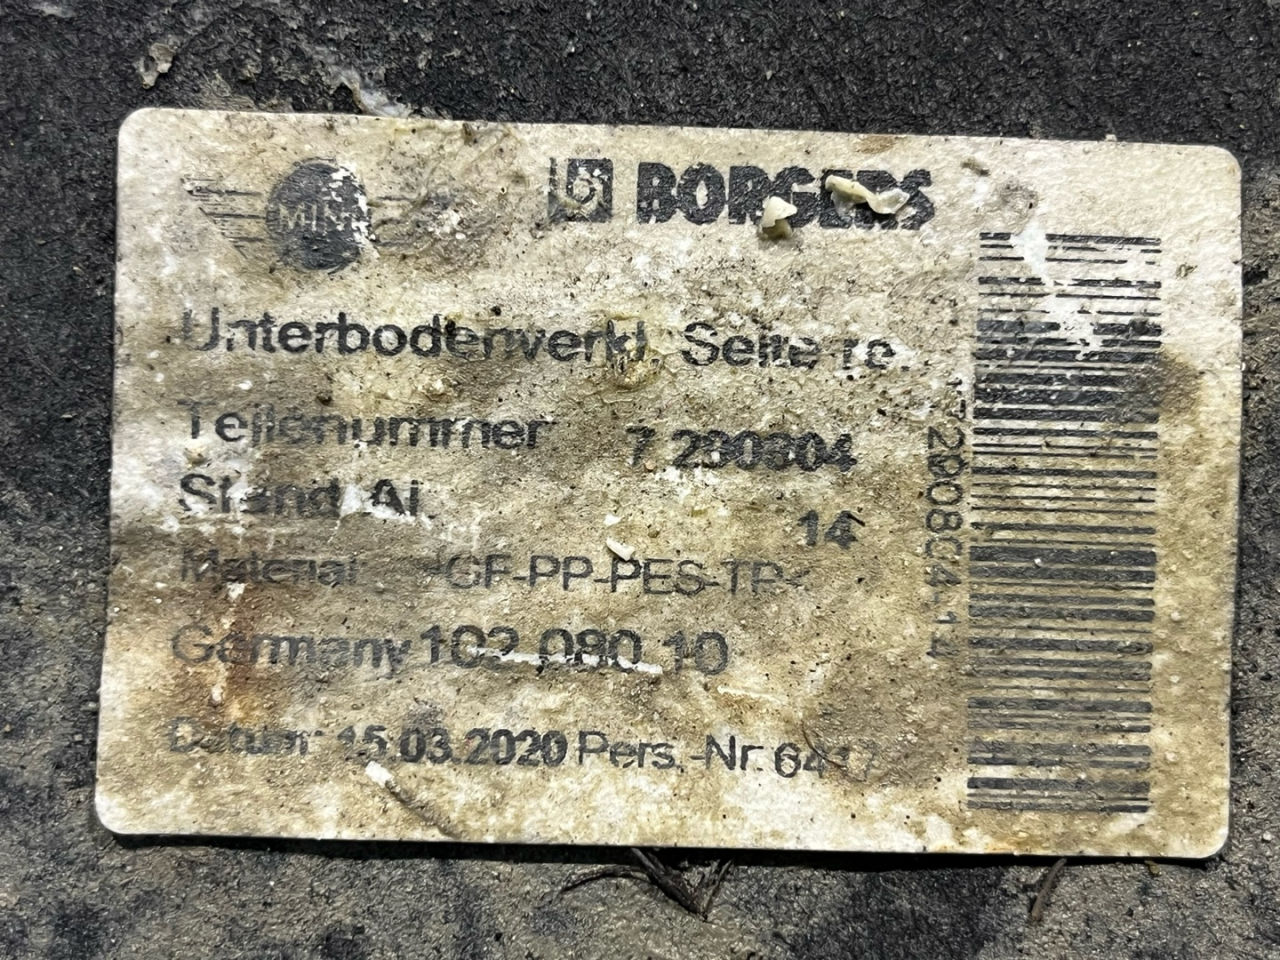 MINI
BORGERS
Unterbodenverkl. Seite re.
Teilenummer 7 290804
Stand Ai 14
Material >GF-PP-PES-TP<
Germany 102 080 10
Datum: 15.03.2020 Pers.-Nr. 6417